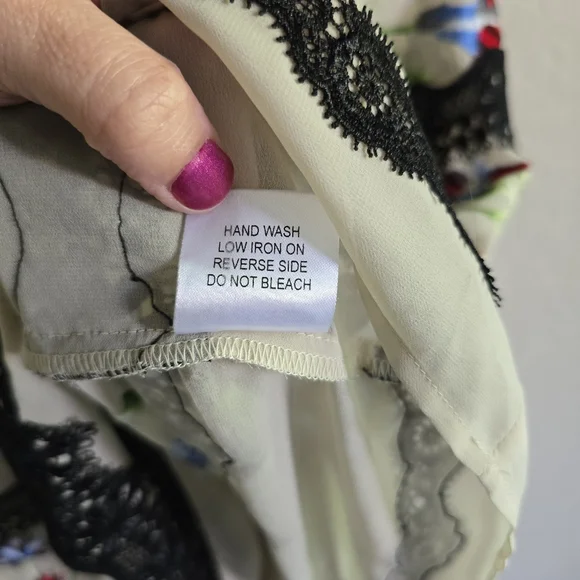 HAND WASH
LOW IRON ON
REVERSE SIDE
DO NOT BLEACH